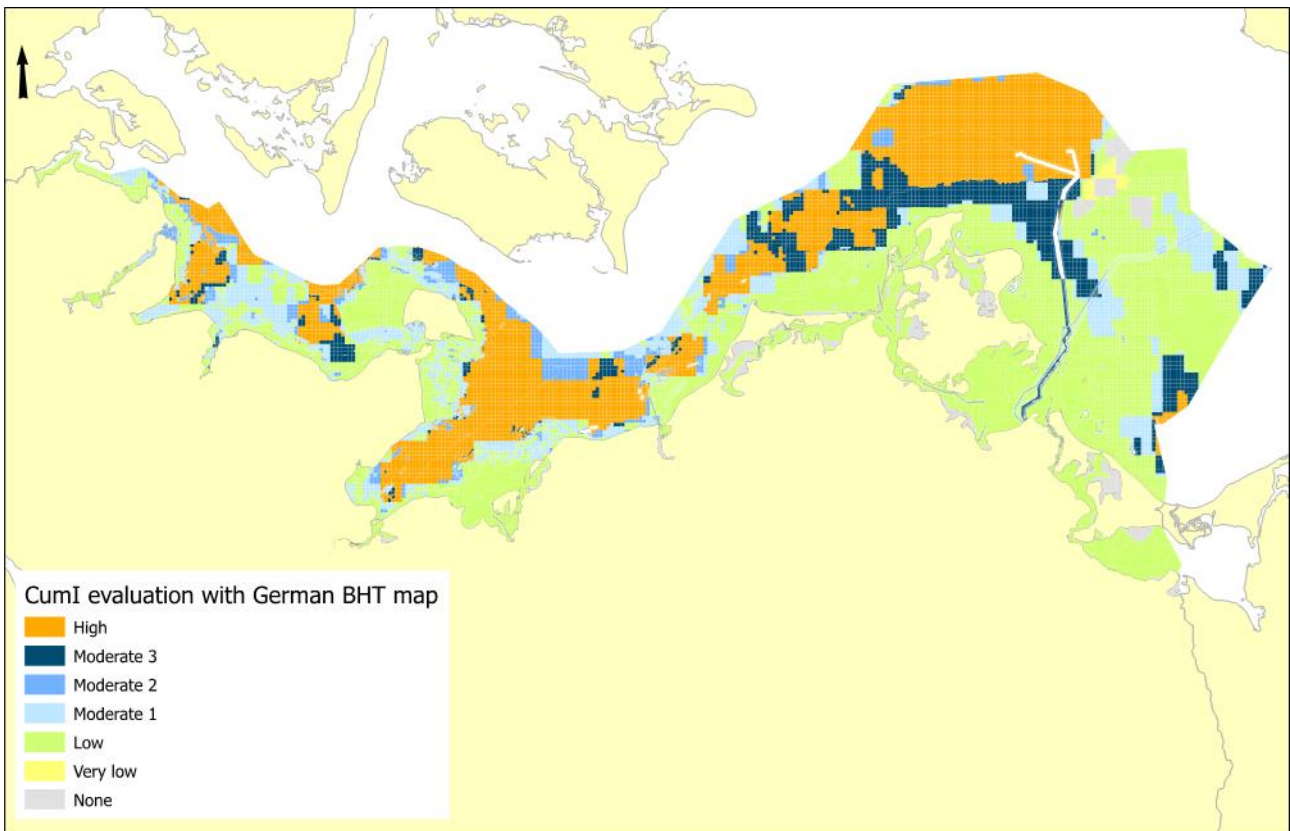 CumI evaluation with German BHT map
High
Moderate 3
Moderate 2
Moderate 1
Low
Very low
None